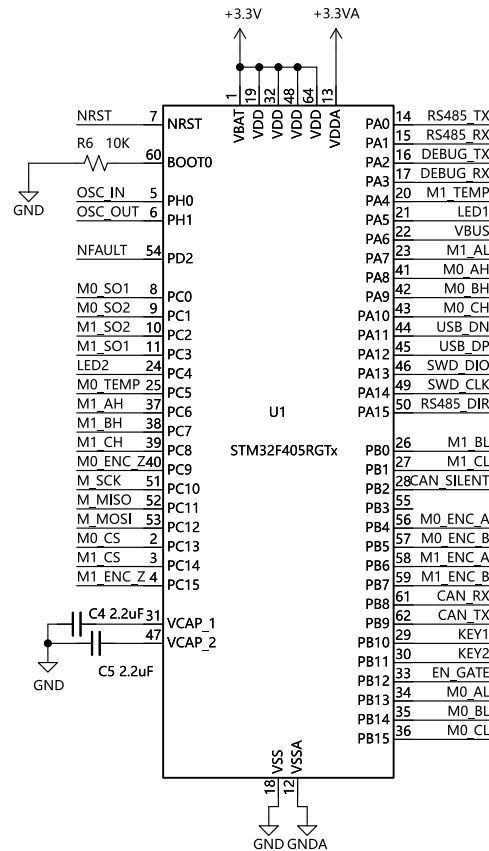 +3.3V +3.3VA
1 19 32 48 64 13
VBAT VDD VDD VDD VDD VDDA
NRST 7 NRST PA0 14 RS485_TX
PA1 15 RS485_RX
R6 10K 60 BOOT0 PA2 16 DEBUG_TX
PA3 17 DEBUG_RX
GND
OSC_IN 5 PH0 PA4 20 M1_TEMP
OSC_OUT 6 PH1 PA5 21 LED1
PA6 22 VBUS
NFAULT 54 PD2 PA7 23 M1_AL
PA8 41 M0_AH
M0_SO1 8 PC0 PA9 42 M0_BH
M0_SO2 9 PC1 PA10 43 M0_CH
M1_SO2 10 PC2 PA11 44 USB_DN
M1_SO1 11 PC3 PA12 45 USB_DP
LED2 24 PC4 PA13 46 SWD_DIO
M0_TEMP 25 PC5 PA14 49 SWD_CLK
M1_AH 37 PC6 PA15 50 RS485_DIR
U1
M1_BH 38 PC7
M1_CH 39 PC8 STM32F405RGTx PB0 26 M1_BL
M0_ENC_Z 40 PC9 PB1 27 M1_CL
M_SCK 51 PC10 PB2 28 CAN_SILENT
M_MISO 52 PC11 PB3 55
M_MOSI 53 PC12 PB4 56 M0_ENC_A
M0_CS 2 PC13 PB5 57 M0_ENC_B
M1_CS 3 PC14 PB6 58 M1_ENC_A
M1_ENC_Z 4 PC15 PB7 59 M1_ENC_B
PB8 61 CAN_RX
C4 2.2uF 31 VCAP_1 PB9 62 CAN_TX
47 VCAP_2 PB10 29 KEY1
PB11 30 KEY2
C5 2.2uF PB12 33 EN_GATE
GND
PB13 34 M0_AL
PB14 35 M0_BL
PB15 36 M0_CL
VSS VSSA
18 12
GND GNDA